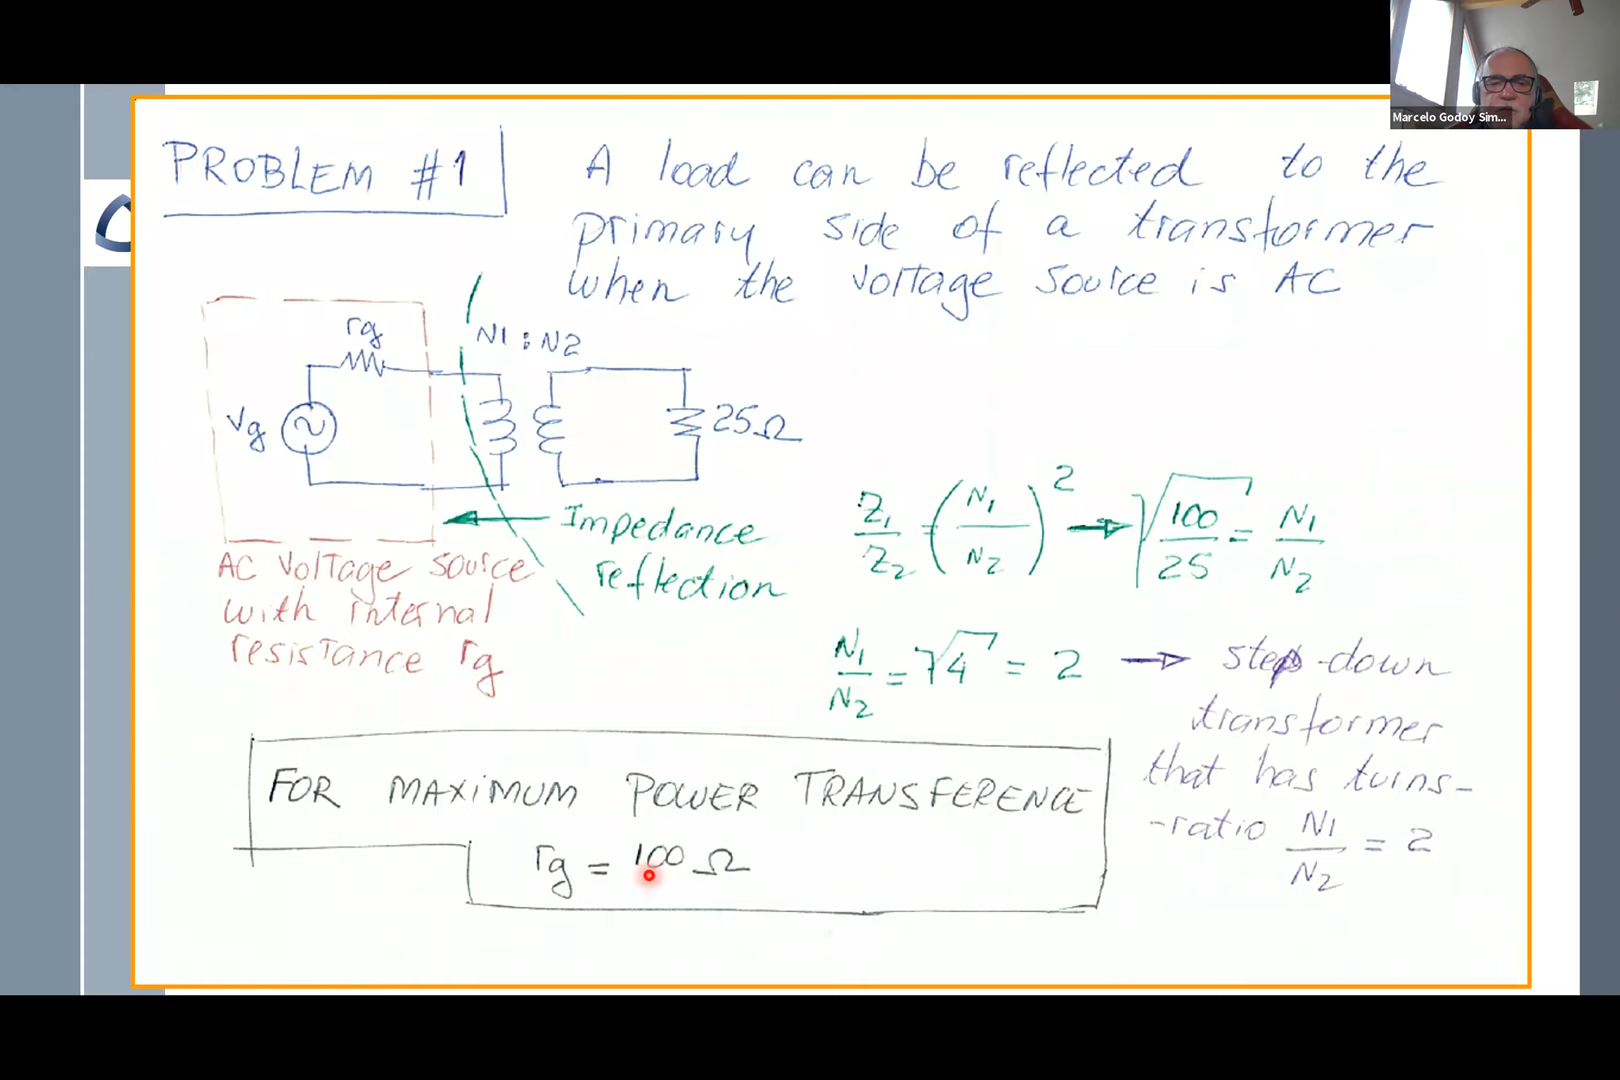 Marcelo Godoy Sim...
PROBLEM #1
A load can be reflected to the
primary side of a transformer
when the voltage source is AC
rg
N1 : N2
Vg
25Ω
Impedance
reflection
AC Voltage source
with internal
resistance rg
Z1/Z2 = (N1/N2)^2 → √(100/25) = N1/N2
N1/N2 = √4 = 2 → step-down
transformer
that has turns-
-ratio N1/N2 = 2
FOR MAXIMUM POWER TRANSFERENCE
rg = 100 Ω